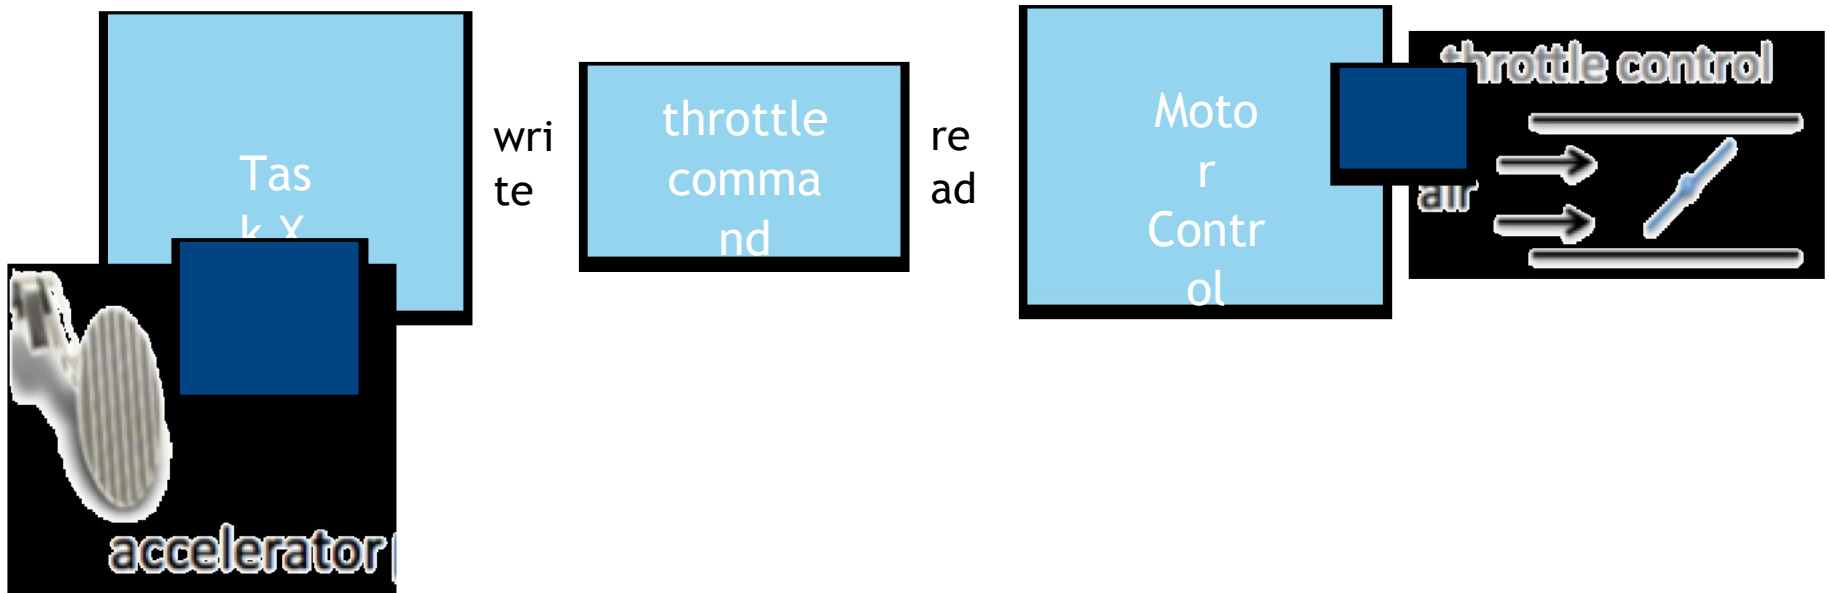 Tas
k X
wri
te
throttle
comma
nd
re
ad
Moto
r
Contr
ol
throttle control
air
accelerator